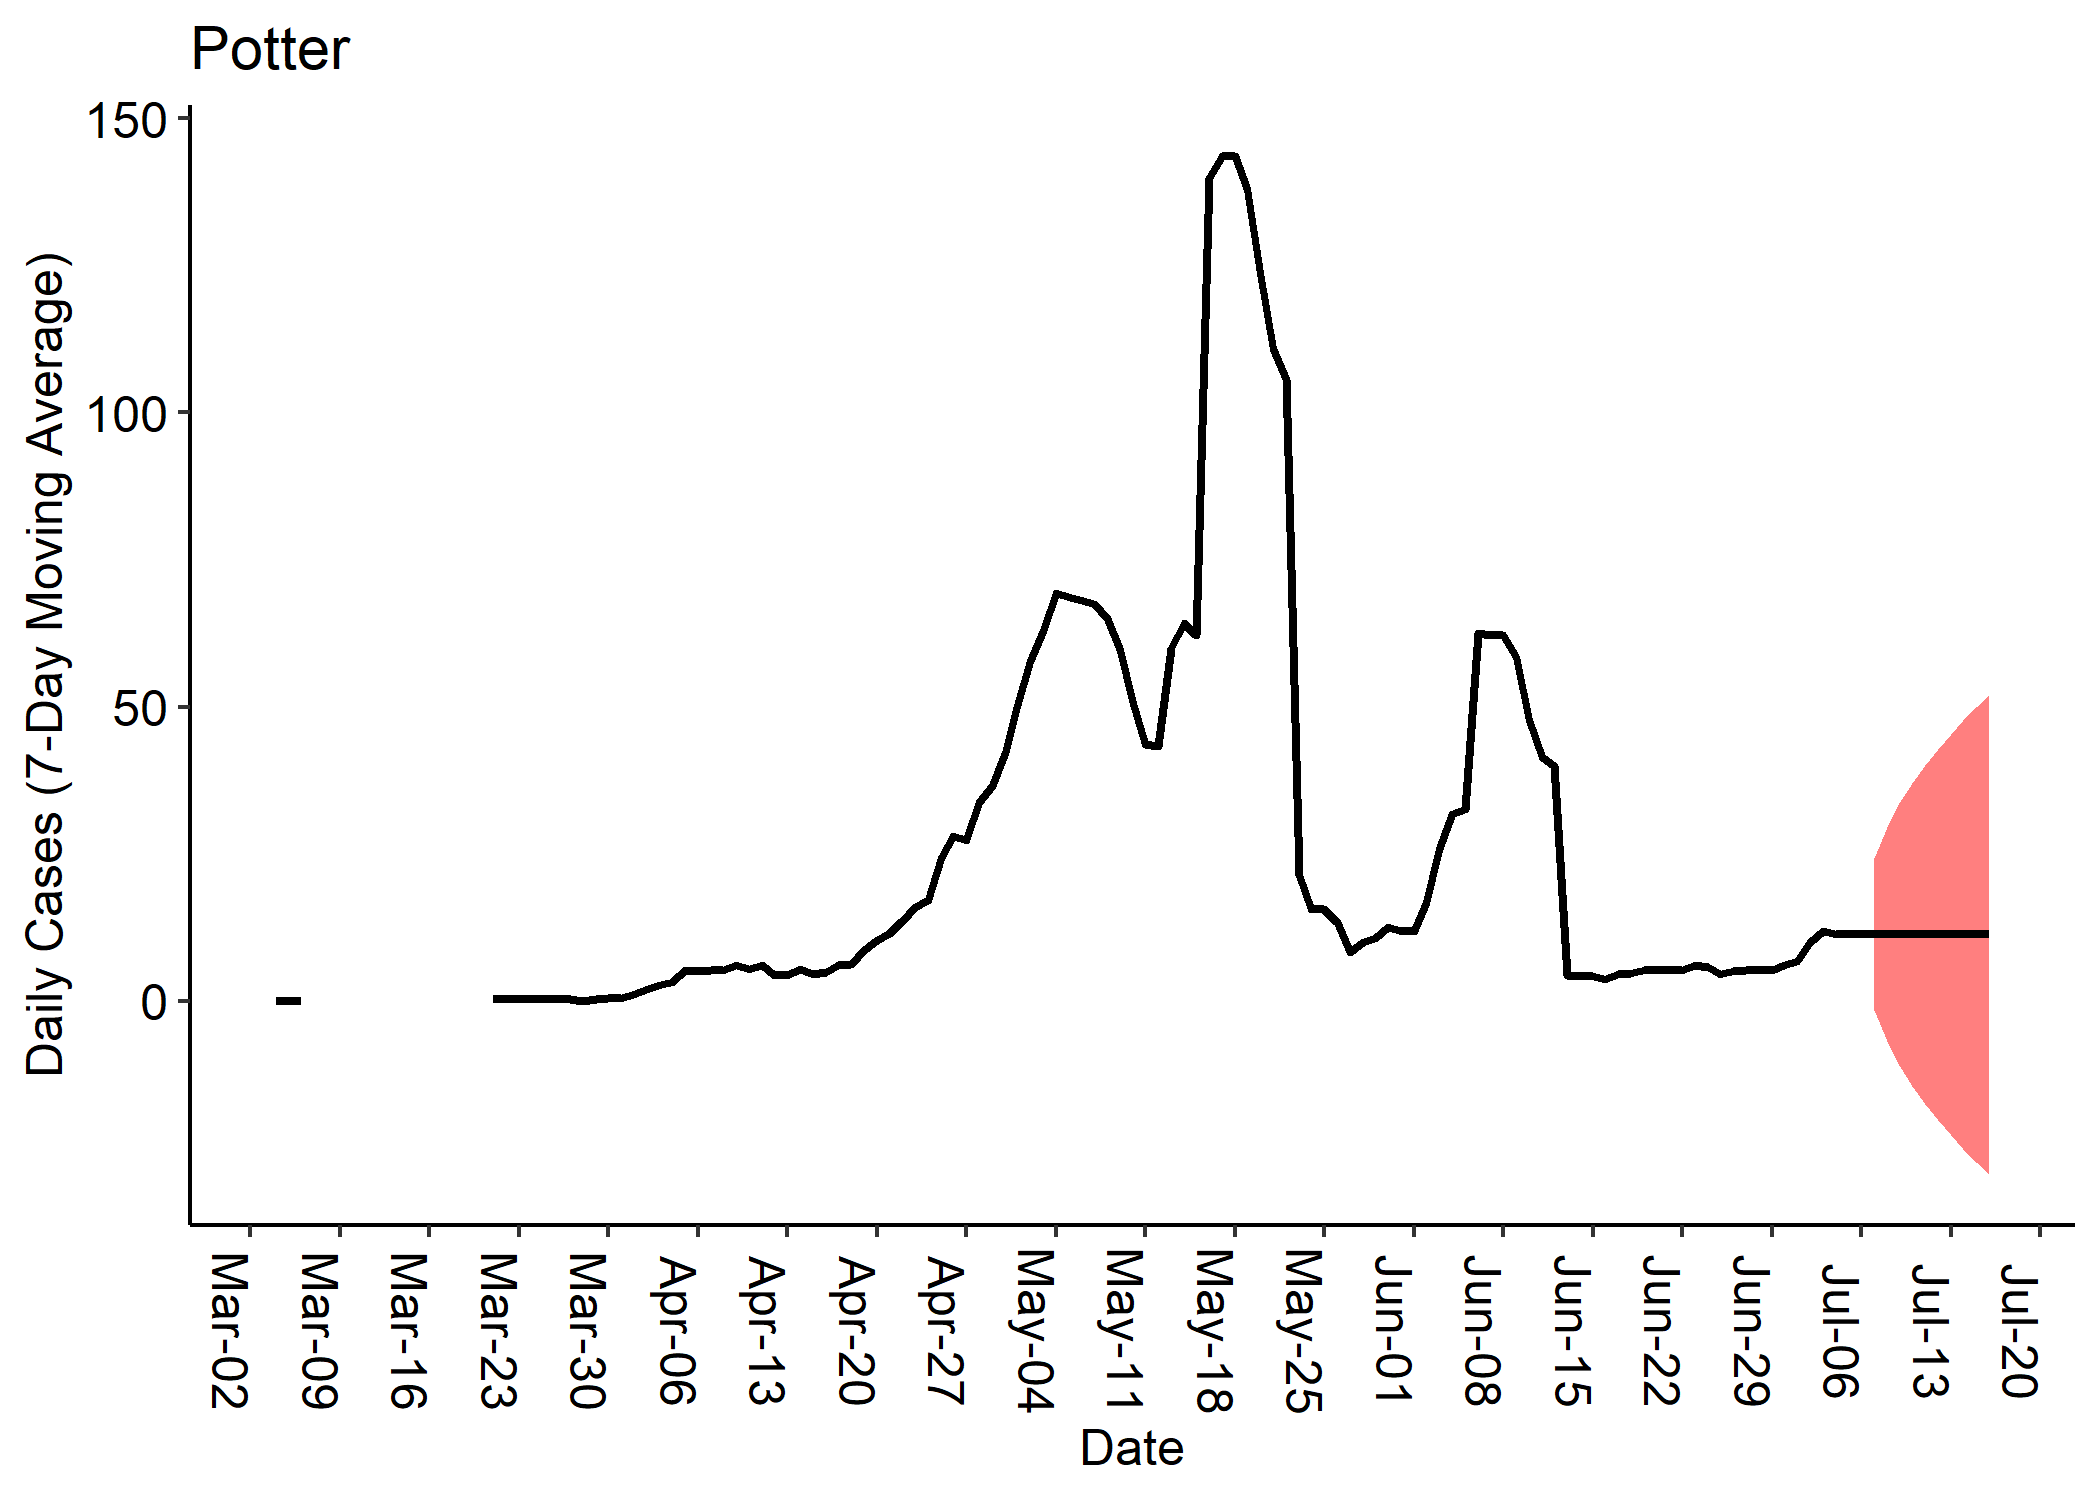 Potter
Daily Cases (7-Day Moving Average)
150
100
50
0
Mar-02
Mar-09
Mar-16
Mar-23
Mar-30
Apr-06
Apr-13
Apr-20
Apr-27
May-04
May-11
May-18
May-25
Jun-01
Jun-08
Jun-15
Jun-22
Jun-29
Jul-06
Jul-13
Jul-20
Date